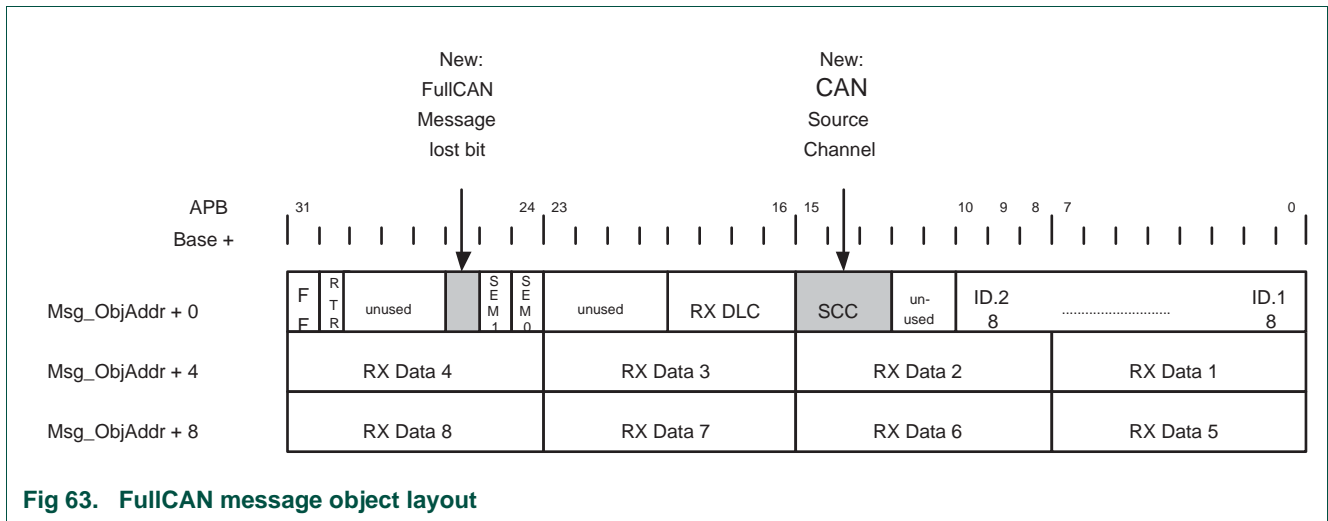 New:
FullCAN
Message
lost bit
New:
CAN
Source
Channel
APB
Base +
31 24 23 16 15 10 9 8 7 0
Msg_ObjAddr + 0
F
F
R
T
R
unused
S
E
M
1
S
E
M
0
unused
RX DLC
SCC
un-
used
ID.2
8
............................
ID.1
8
Msg_ObjAddr + 4
RX Data 4 RX Data 3 RX Data 2 RX Data 1
Msg_ObjAddr + 8
RX Data 8 RX Data 7 RX Data 6 RX Data 5
Fig 63. FullCAN message object layout